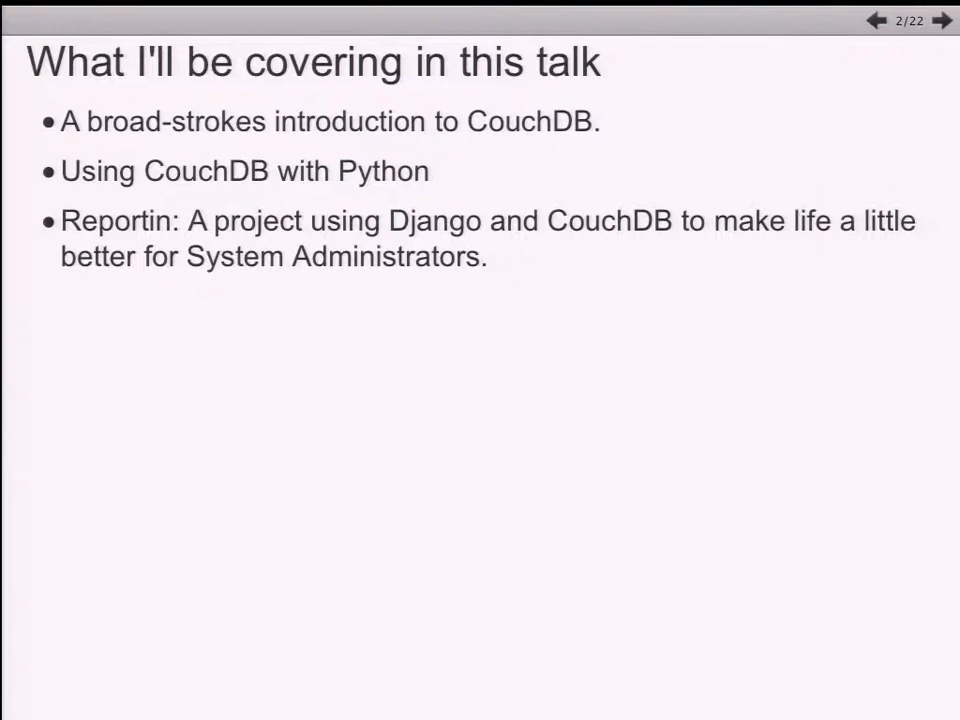 2/22
What I'll be covering in this talk
• A broad-strokes introduction to CouchDB.
• Using CouchDB with Python
• Reportin: A project using Django and CouchDB to make life a little
better for System Administrators.